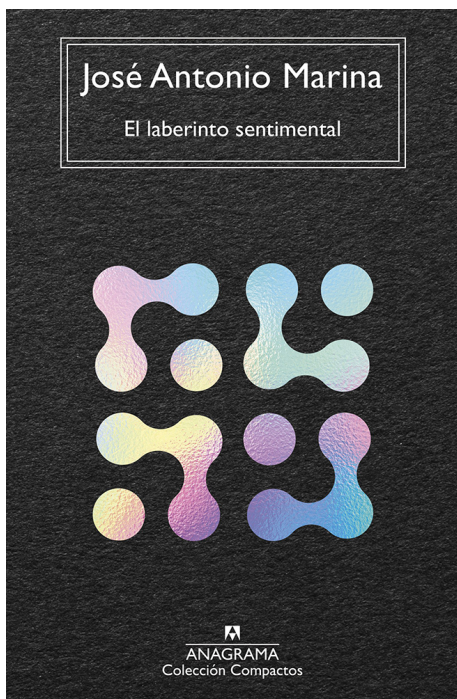 José Antonio Marina
El laberinto sentimental
ANAGRAMA
Colección Compactos